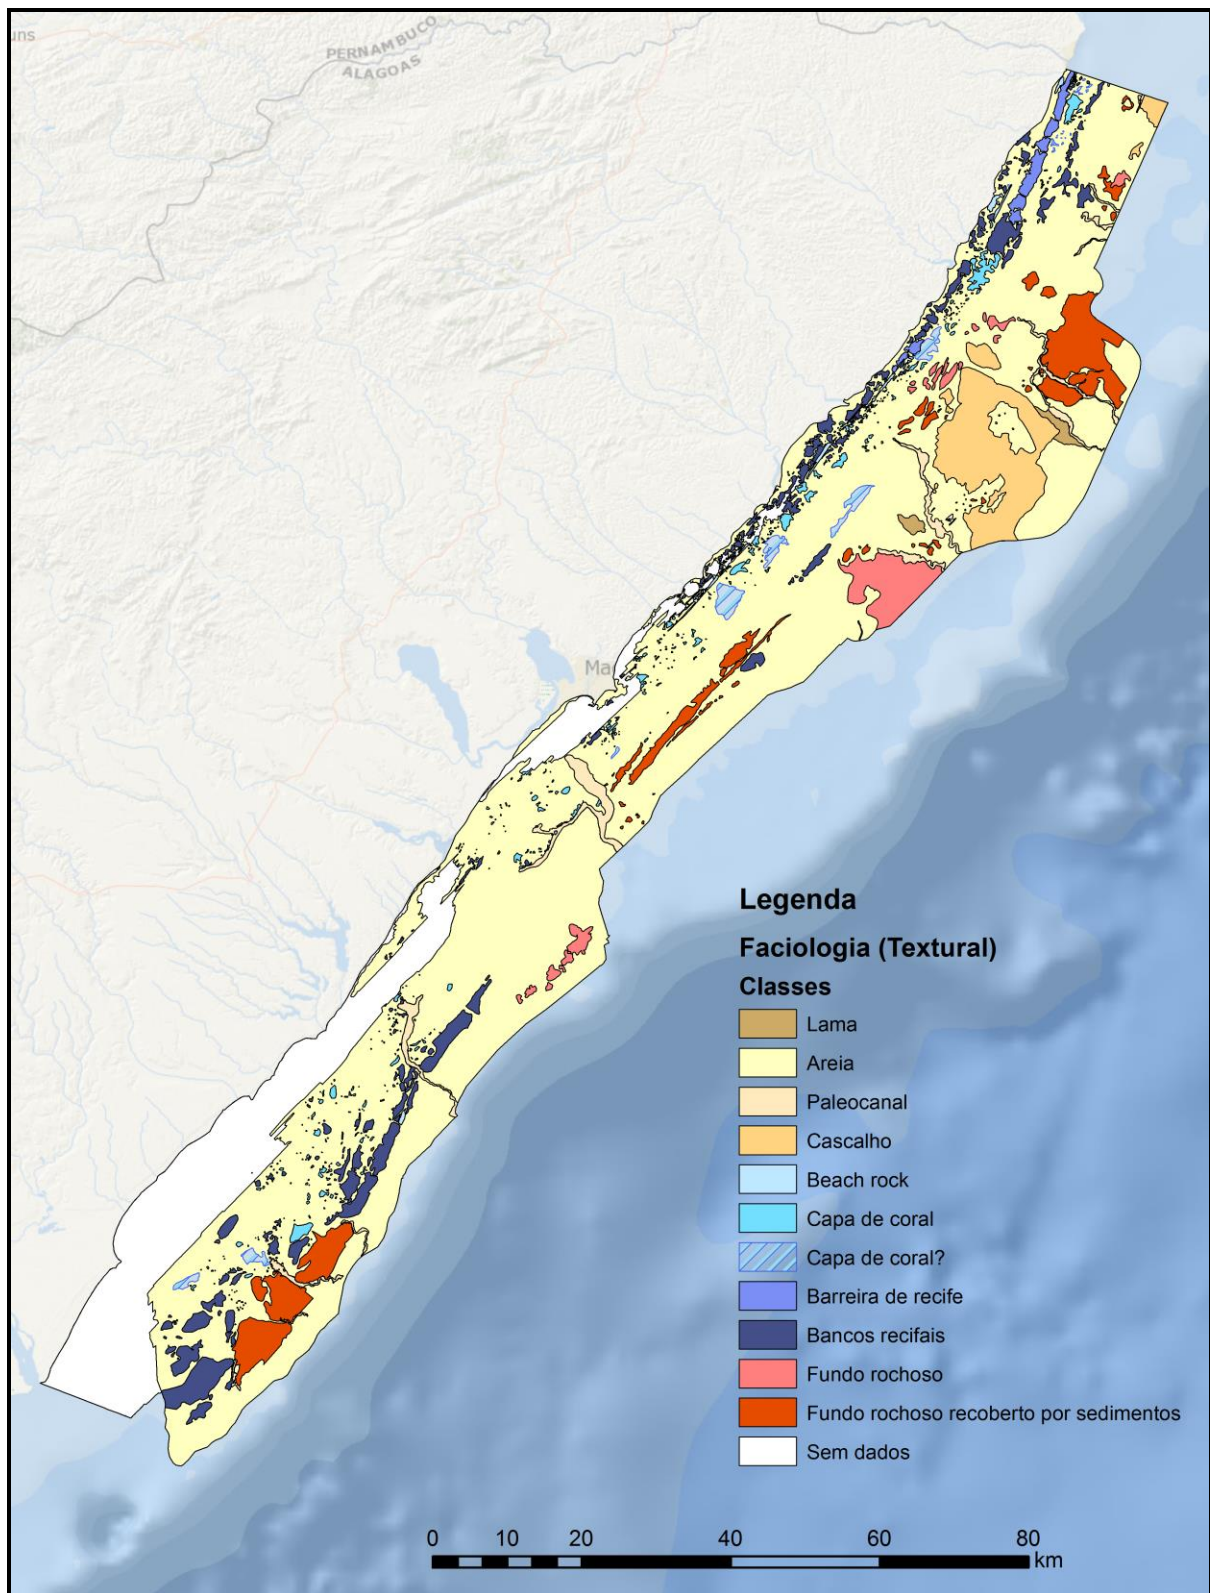 PERNAMBUCO
ALAGOAS
Legenda
Faciologia (Textural)
Classes
Lama
Areia
Paleocanal
Cascalho
Beach rock
Capa de coral
Capa de coral?
Barreira de recife
Bancos recifais
Fundo rochoso
Fundo rochoso recoberto por sedimentos
Sem dados
0 10 20 40 60 80
km